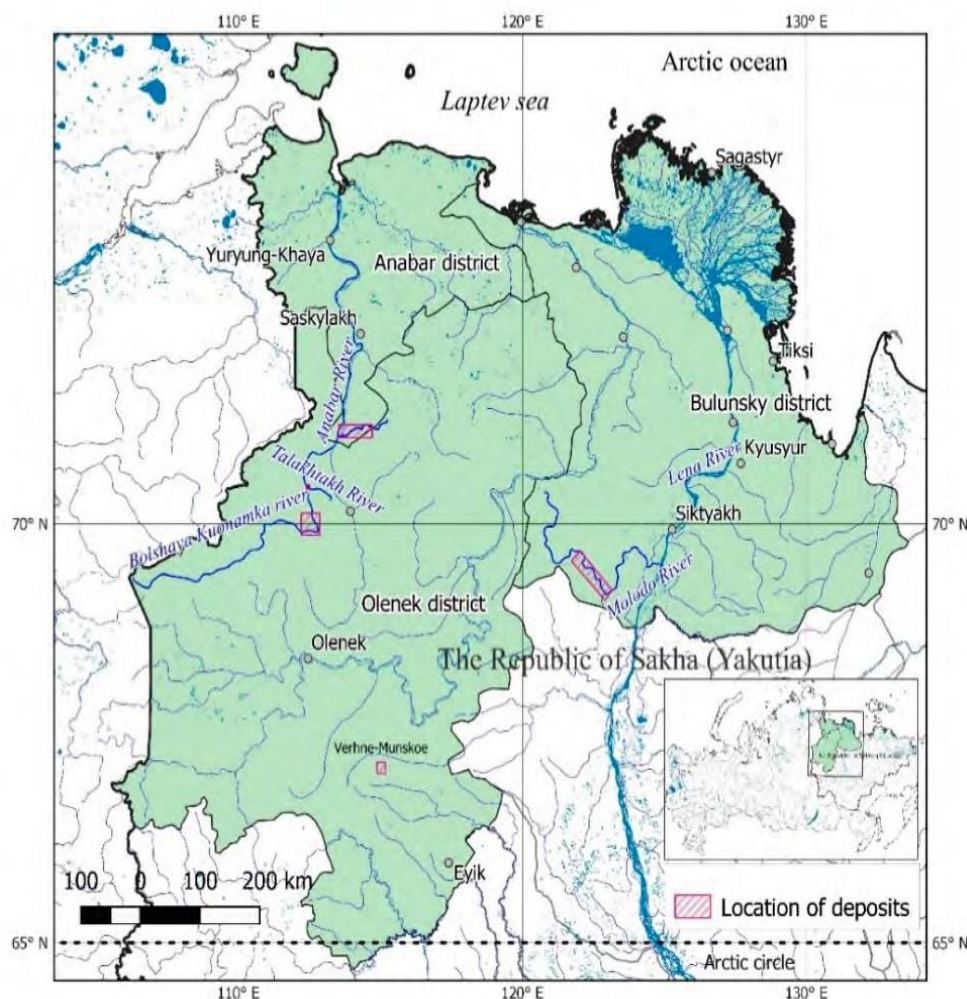 110° E
120° E
130° E
Arctic ocean
Laptev sea
Sagastyr
Yuryung-Khaya
Anabar district
Saskylakh
Tiksi
Anabar River
Bulunsky district
Kyusyur
Lena River
Talakhtakh River
Bolshaya Kuonamka river
70° N
Siktyakh
70° N
Molodo River
Olenek district
Olenek
The Republic of Sakha (Yakutia)
Verhne-Munskoe
Eyik
100 0 100 200 km
Location of deposits
65° N
65° N
Arctic circle
110° E
120° E
130° E